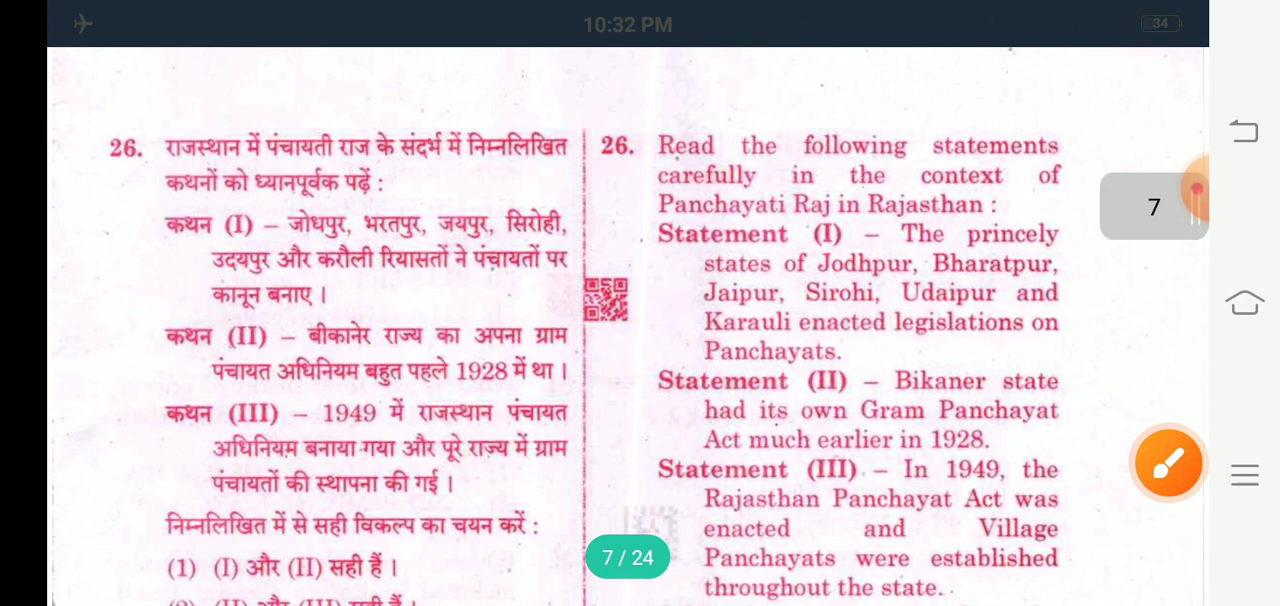 10:32 PM
34
26. राजस्थान में पंचायती राज के संदर्भ में निम्नलिखित
कथनों को ध्यानपूर्वक पढ़ें :
कथन (I) – जोधपुर, भरतपुर, जयपुर, सिरोही,
उदयपुर और करौली रियासतों ने पंचायतों पर
कानून बनाए ।
कथन (II) – बीकानेर राज्य का अपना ग्राम
पंचायत अधिनियम बहुत पहले 1928 में था ।
कथन (III) – 1949 में राजस्थान पंचायत
अधिनियम बनाया गया और पूरे राज्य में ग्राम
पंचायतों की स्थापना की गई ।
निम्नलिखित में से सही विकल्प का चयन करें :
(1) (I) और (II) सही हैं ।
(2) (II) और (III) सही हैं ।
26. Read the following statements
carefully in the context of
Panchayati Raj in Rajasthan :
Statement (I) – The princely
states of Jodhpur, Bharatpur,
Jaipur, Sirohi, Udaipur and
Karauli enacted legislations on
Panchayats.
Statement (II) – Bikaner state
had its own Gram Panchayat
Act much earlier in 1928.
Statement (III) – In 1949, the
Rajasthan Panchayat Act was
enacted and Village
Panchayats were established
throughout the state.
7
7 / 24